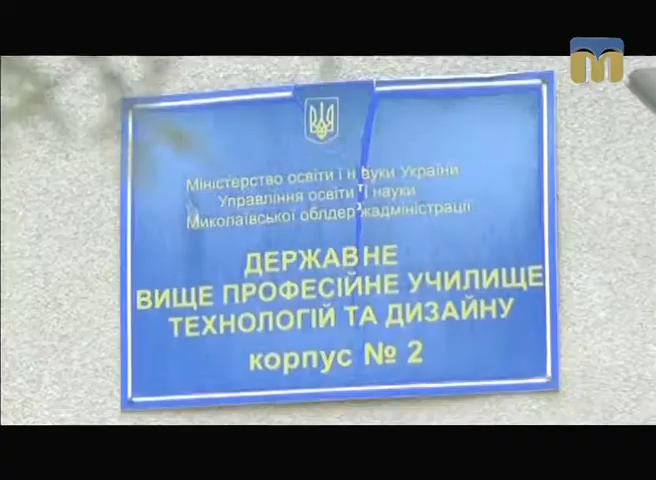 Міністерство освіти і науки України
Управління освіти і науки
Миколаївської облдержадміністрації
ДЕРЖАВНЕ
ВИЩЕ ПРОФЕСІЙНЕ УЧИЛИЩЕ
ТЕХНОЛОГІЙ ТА ДИЗАЙНУ
корпус № 2